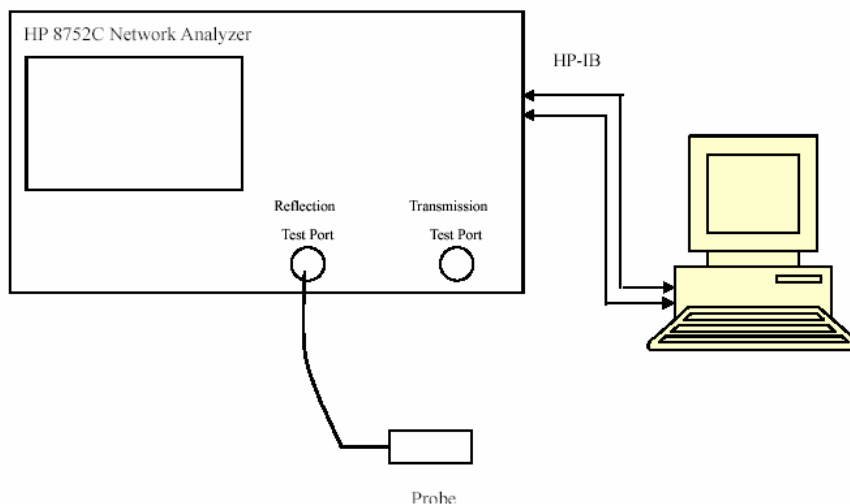 HP 8752C Network Analyzer
HP-IB
Reflection
Test Port
Transmission
Test Port
Probe